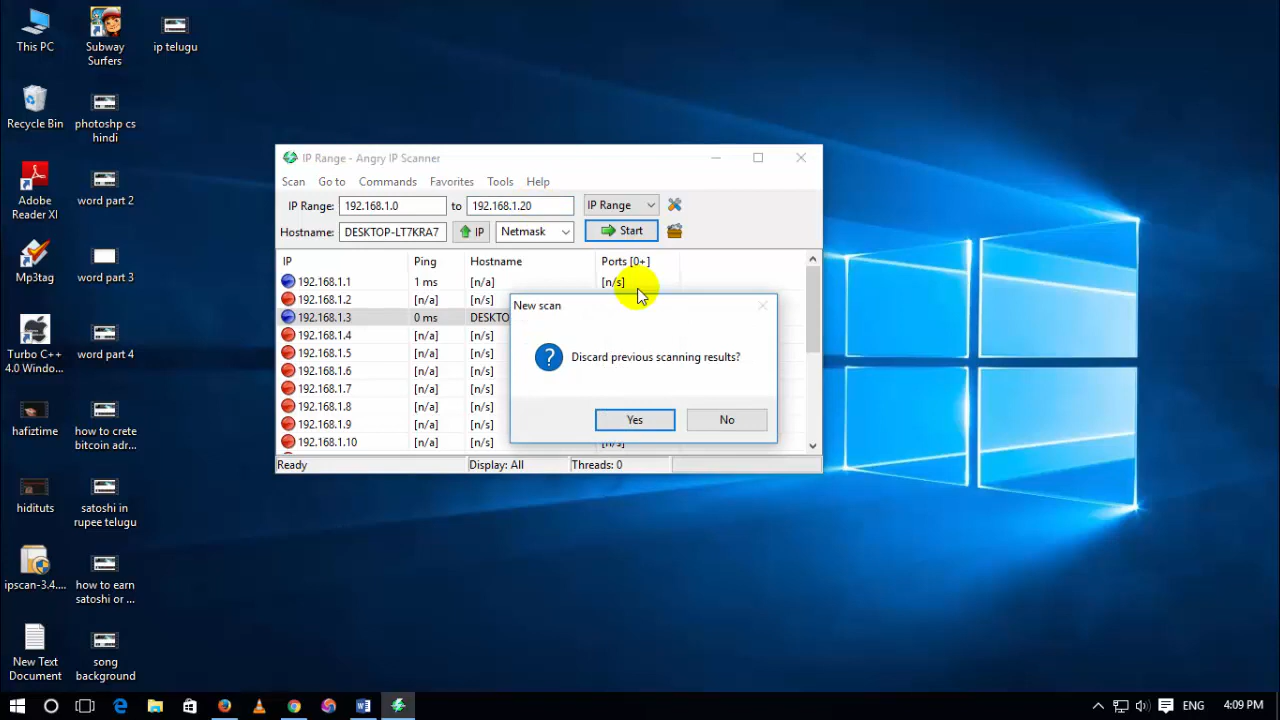 This PC
Subway
Surfers
ip telugu
Recycle Bin
photoshp cs
hindi
Adobe
Reader XI
word part 2
Mp3tag
word part 3
Turbo C++
4.0 Windo...
word part 4
hafiztime
how to crete
bitcoin adr...
hidituts
satoshi in
rupee telugu
ipscan-3.4....
how to earn
satoshi or ...
New Text
Document
song
background
IP Range - Angry IP Scanner
Scan Go to Commands Favorites Tools Help
IP Range: 192.168.1.0 to 192.168.1.20 IP Range
Hostname: DESKTOP-LT7KRA7 IP Netmask Start
IP Ping Hostname Ports [0+]
192.168.1.1 1 ms [n/a] [n/s]
192.168.1.2 [n/a] [n/s]
192.168.1.3 0 ms DESKTO
192.168.1.4 [n/a] [n/s]
192.168.1.5 [n/a] [n/s]
192.168.1.6 [n/a] [n/s]
192.168.1.7 [n/a] [n/s]
192.168.1.8 [n/a] [n/s]
192.168.1.9 [n/a] [n/s]
192.168.1.10 [n/a] [n/s] [n/s]
Ready Display: All Threads: 0
New scan
Discard previous scanning results?
Yes No
ENG 4:09 PM